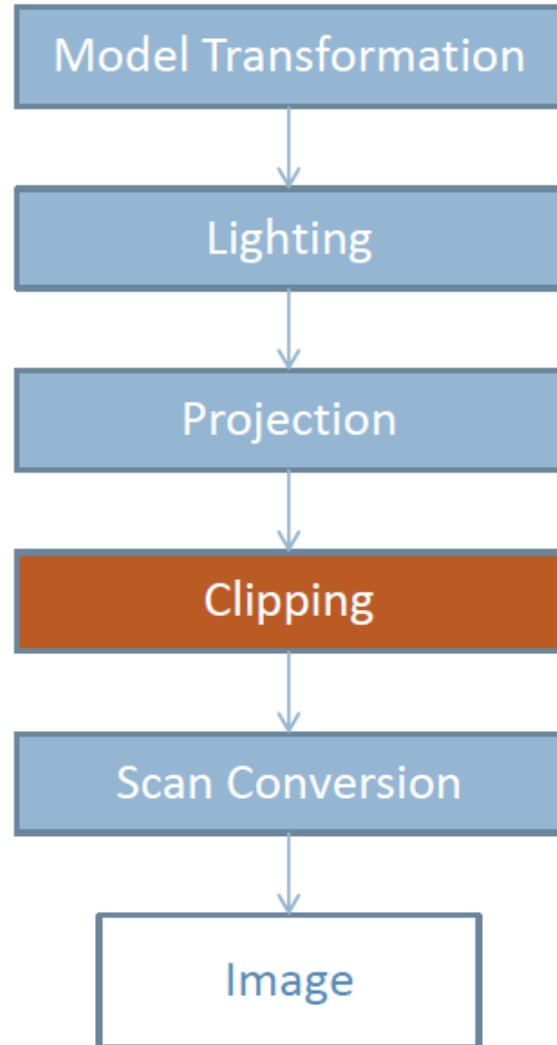 Model Transformation
Lighting
Projection
Clipping
Scan Conversion
Image